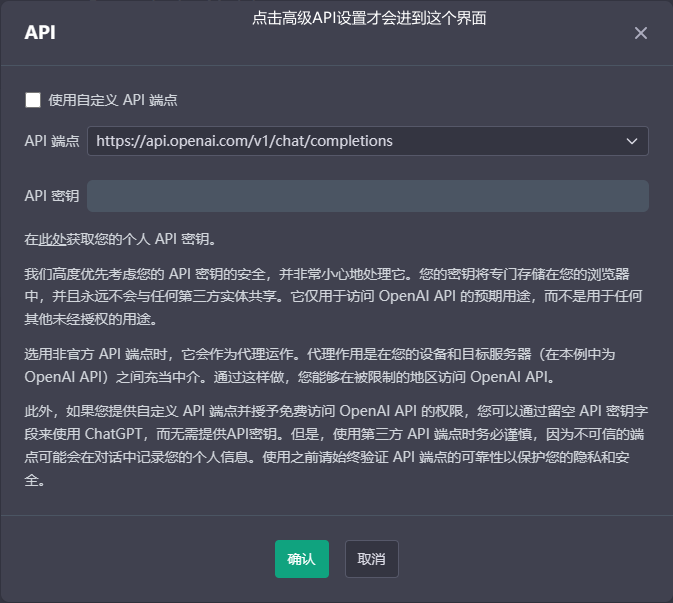 点击高级API设置才会进到这个界面
API
使用自定义 API 端点
API 端点 https://api.openai.com/v1/chat/completions
API 密钥
在此处获取您的个人 API 密钥。
我们高度优先考虑您的 API 密钥的安全，并非常小心地处理它。您的密钥将专门存储在您的浏览器
中，并且永远不会与任何第三方实体共享。它仅用于访问 OpenAI API 的预期用途，而不是用于任何
其他未经授权的用途。
选用非官方 API 端点时，它会作为代理运作。代理作用是在您的设备和目标服务器（在本例中为
OpenAI API）之间充当中介。通过这样做，您能够在被限制的地区访问 OpenAI API。
此外，如果您提供自定义 API 端点并授予免费访问 OpenAI API 的权限，您可以通过留空 API 密钥字
段来使用 ChatGPT，而无需提供API密钥。但是，使用第三方 API 端点时务必谨慎，因为不可信的端
点可能会在对话中记录您的个人信息。使用之前请始终验证 API 端点的可靠性以保护您的隐私和安
全。
确认 取消